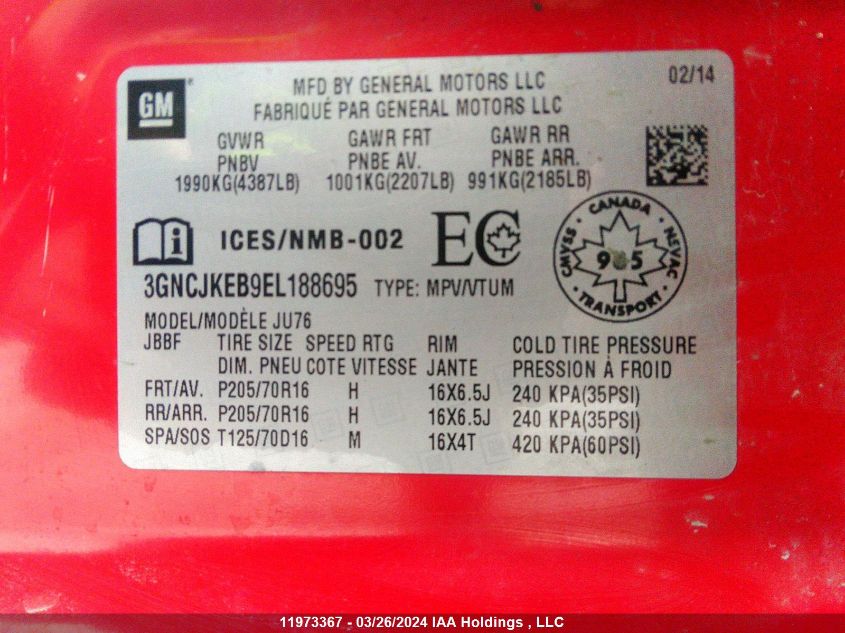 GM
MFD BY GENERAL MOTORS LLC 02/14
FABRIQUÉ PAR GENERAL MOTORS LLC
GVWR GAWR FRT GAWR RR
PNBV PNBE AV. PNBE ARR.
1990KG(4387LB) 1001KG(2207LB) 991KG(2185LB)
i ICES/NMB-002 EC
CANADA
CMVSS NSVAC
TRANSPORT
3GNCJKEB9EL188695 TYPE: MPV/VTUM
MODEL/MODÈLE JU76
JBBF TIRE SIZE SPEED RTG RIM COLD TIRE PRESSURE
DIM. PNEU COTE VITESSE JANTE PRESSION À FROID
FRT/AV. P205/70R16 H 16X6.5J 240 KPA(35PSI)
RR/ARR. P205/70R16 H 16X6.5J 240 KPA(35PSI)
SPA/SOS T125/70D16 M 16X4T 420 KPA(60PSI)
11973367 - 03/26/2024 IAA Holdings , LLC